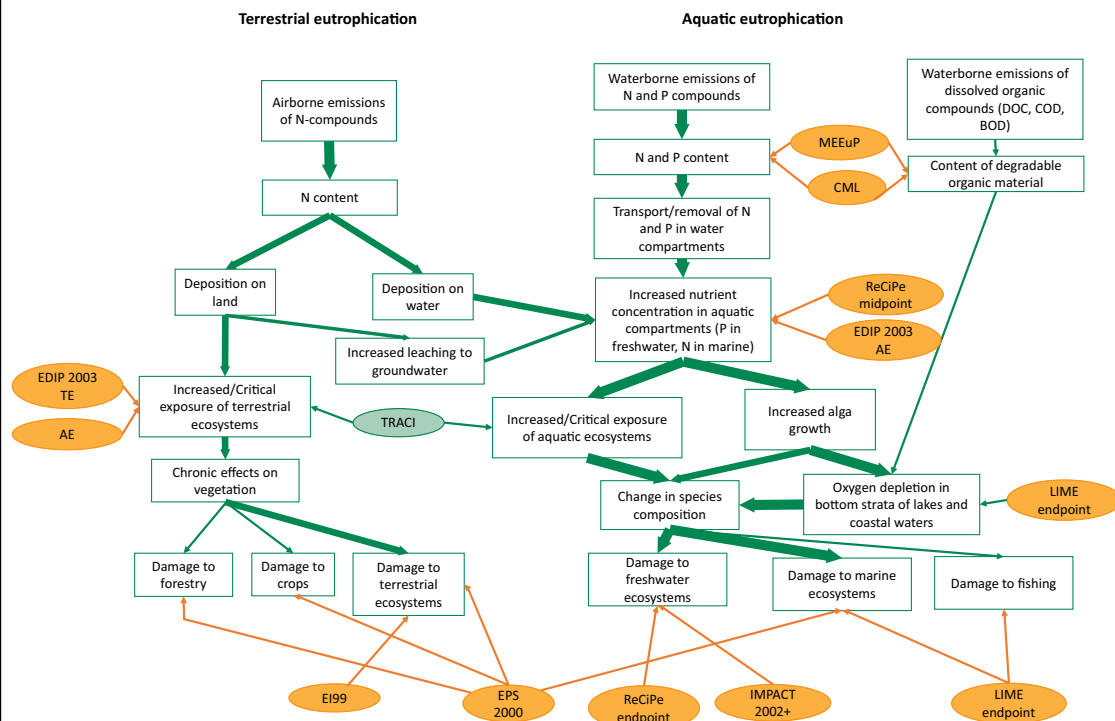 Terrestrial eutrophication
Aquatic eutrophication
Airborne emissions
of N-compounds
Waterborne emissions of
N and P compounds
Waterborne emissions of
dissolved organic
compounds (DOC, COD,
BOD)
N and P content
MEEuP
CML
Content of degradable
organic material
N content
Transport/removal of N
and P in water
compartments
Deposition on
land
Deposition on
water
Increased nutrient
concentration in aquatic
compartments (P in
freshwater, N in marine)
ReCiPe
midpoint
EDIP 2003
AE
Increased leaching to
groundwater
EDIP 2003
TE
AE
Increased/Critical
exposure of terrestrial
ecosystems
TRACI
Increased/Critical exposure
of aquatic ecosystems
Increased alga
growth
Chronic effects on
vegetation
Change in species
composition
Oxygen depletion in
bottom strata of lakes and
coastal waters
LIME
endpoint
Damage to
forestry
Damage to
crops
Damage to
terrestrial
ecosystems
Damage to
freshwater
ecosystems
Damage to marine
ecosystems
Damage to fishing
EI99
EPS
2000
ReCiPe
endpoint
IMPACT
2002+
LIME
endpoint